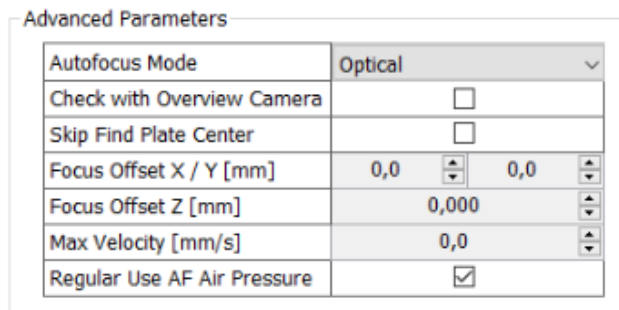 Advanced Parameters
Autofocus Mode Optical
Check with Overview Camera
Skip Find Plate Center
Focus Offset X / Y [mm] 0,0 0,0
Focus Offset Z [mm] 0,000
Max Velocity [mm/s] 0,0
Regular Use AF Air Pressure